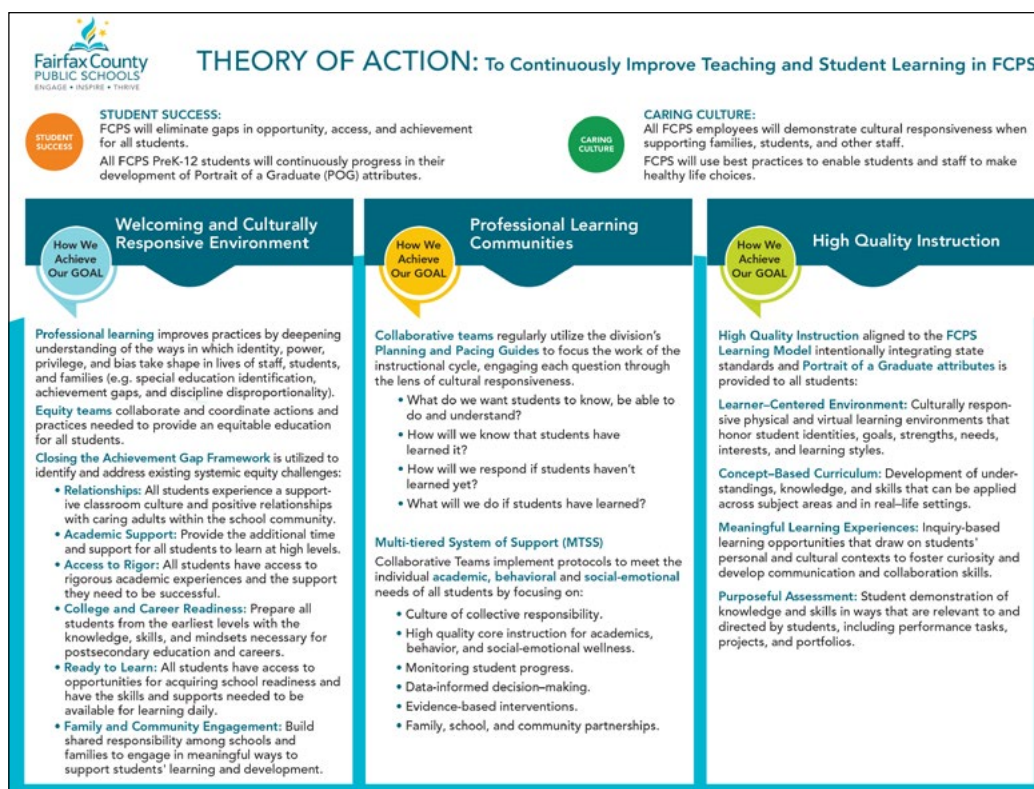 Fairfax County
PUBLIC SCHOOLS
ENGAGE • INSPIRE • THRIVE
THEORY OF ACTION: To Continuously Improve Teaching and Student Learning in FCPS
STUDENT
SUCCESS
STUDENT SUCCESS:
FCPS will eliminate gaps in opportunity, access, and achievement
for all students.
All FCPS PreK-12 students will continuously progress in their
development of Portrait of a Graduate (POG) attributes.
CARING
CULTURE
CARING CULTURE:
All FCPS employees will demonstrate cultural responsiveness when
supporting families, students, and other staff.
FCPS will use best practices to enable students and staff to make
healthy life choices.
How We
Achieve
Our GOAL
Welcoming and Culturally
Responsive Environment
Professional learning improves practices by deepening
understanding of the ways in which identity, power,
privilege, and bias take shape in lives of staff, students,
and families (e.g. special education identification,
achievement gaps, and discipline disproportionality).
Equity teams collaborate and coordinate actions and
practices needed to provide an equitable education
for all students.
Closing the Achievement Gap Framework is utilized to
identify and address existing systemic equity challenges:
• Relationships: All students experience a support-
ive classroom culture and positive relationships
with caring adults within the school community.
• Academic Support: Provide the additional time
and support for all students to learn at high levels.
• Access to Rigor: All students have access to
rigorous academic experiences and the support
they need to be successful.
• College and Career Readiness: Prepare all
students from the earliest levels with the
knowledge, skills, and mindsets necessary for
postsecondary education and careers.
• Ready to Learn: All students have access to
opportunities for acquiring school readiness and
have the skills and supports needed to be
available for learning daily.
• Family and Community Engagement: Build
shared responsibility among schools and
families to engage in meaningful ways to
support students' learning and development.
How We
Achieve
Our GOAL
Professional Learning
Communities
Collaborative teams regularly utilize the division's
Planning and Pacing Guides to focus the work of the
instructional cycle, engaging each question through
the lens of cultural responsiveness.
• What do we want students to know, be able to
do and understand?
• How will we know that students have
learned it?
• How will we respond if students haven't
learned yet?
• What will we do if students have learned?
Multi-tiered System of Support (MTSS)
Collaborative Teams implement protocols to meet the
individual academic, behavioral and social-emotional
needs of all students by focusing on:
• Culture of collective responsibility.
• High quality core instruction for academics,
behavior, and social-emotional wellness.
• Monitoring student progress.
• Data-informed decision–making.
• Evidence-based interventions.
• Family, school, and community partnerships.
How We
Achieve
Our GOAL
High Quality Instruction
High Quality Instruction aligned to the FCPS
Learning Model intentionally integrating state
standards and Portrait of a Graduate attributes is
provided to all students:
Learner–Centered Environment: Culturally respon-
sive physical and virtual learning environments that
honor student identities, goals, strengths, needs,
interests, and learning styles.
Concept–Based Curriculum: Development of under-
standings, knowledge, and skills that can be applied
across subject areas and in real–life settings.
Meaningful Learning Experiences: Inquiry-based
learning opportunities that draw on students'
personal and cultural contexts to foster curiosity and
develop communication and collaboration skills.
Purposeful Assessment: Student demonstration of
knowledge and skills in ways that are relevant to and
directed by students, including performance tasks,
projects, and portfolios.